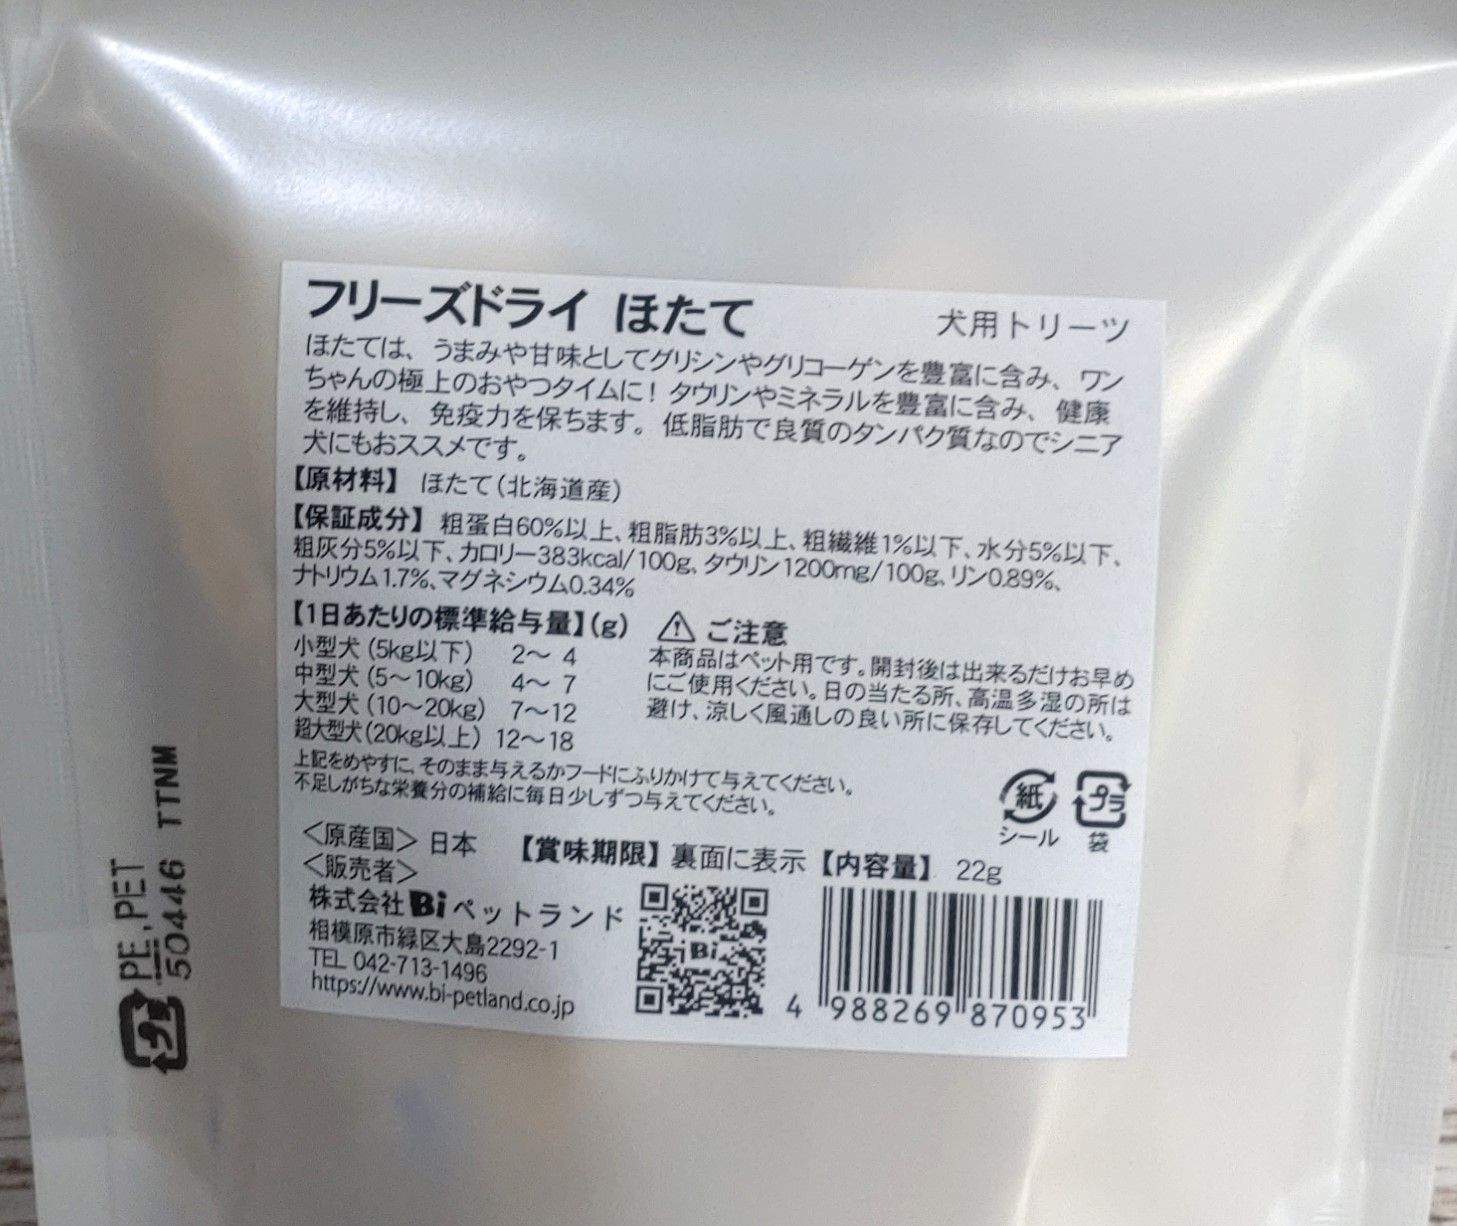 フリーズドライ ほたて 犬用トリーツ
ほたては、うまみや甘味としてグリシンやグリコーゲンを豊富に含み、ワン
ちゃんの極上のおやつタイムに！タウリンやミネラルを豊富に含み、健康
を維持し、免疫力を保ちます。低脂肪で良質のタンパク質なのでシニア
犬にもおススメです。
【原材料】 ほたて（北海道産）
【保証成分】粗蛋白60%以上、粗脂肪3%以上、粗繊維1%以下、水分5%以下、
粗灰分5%以下、カロリー383kcal/100g、タウリン1200mg/100g、リン0.89%、
ナトリウム1.7%、マグネシウム0.34%
【1日あたりの標準給与量】(g)
小型犬（5kg以下） 2～ 4
中型犬（5～10kg） 4～ 7
大型犬（10～20kg） 7～12
超大型犬（20kg以上）12～18
ご注意
本商品はペット用です。開封後は出来るだけお早め
にご使用ください。日の当たる所、高温多湿の所は
避け、涼しく風通しの良い所に保存してください。
上記をめやすに、そのまま与えるかフードにふりかけて与えてください。
不足しがちな栄養分の補給に毎日少しずつ与えてください。
紙 プラ
シール 袋
＜原産国＞日本 【賞味期限】裏面に表示【内容量】 22g
＜販売者＞
株式会社Biペットランド
相模原市緑区大島2292-1
TEL 042-713-1496
https://www.bi-petland.co.jp
Bi
4 988269 870953
プラ PE,PET
50446 TTNM